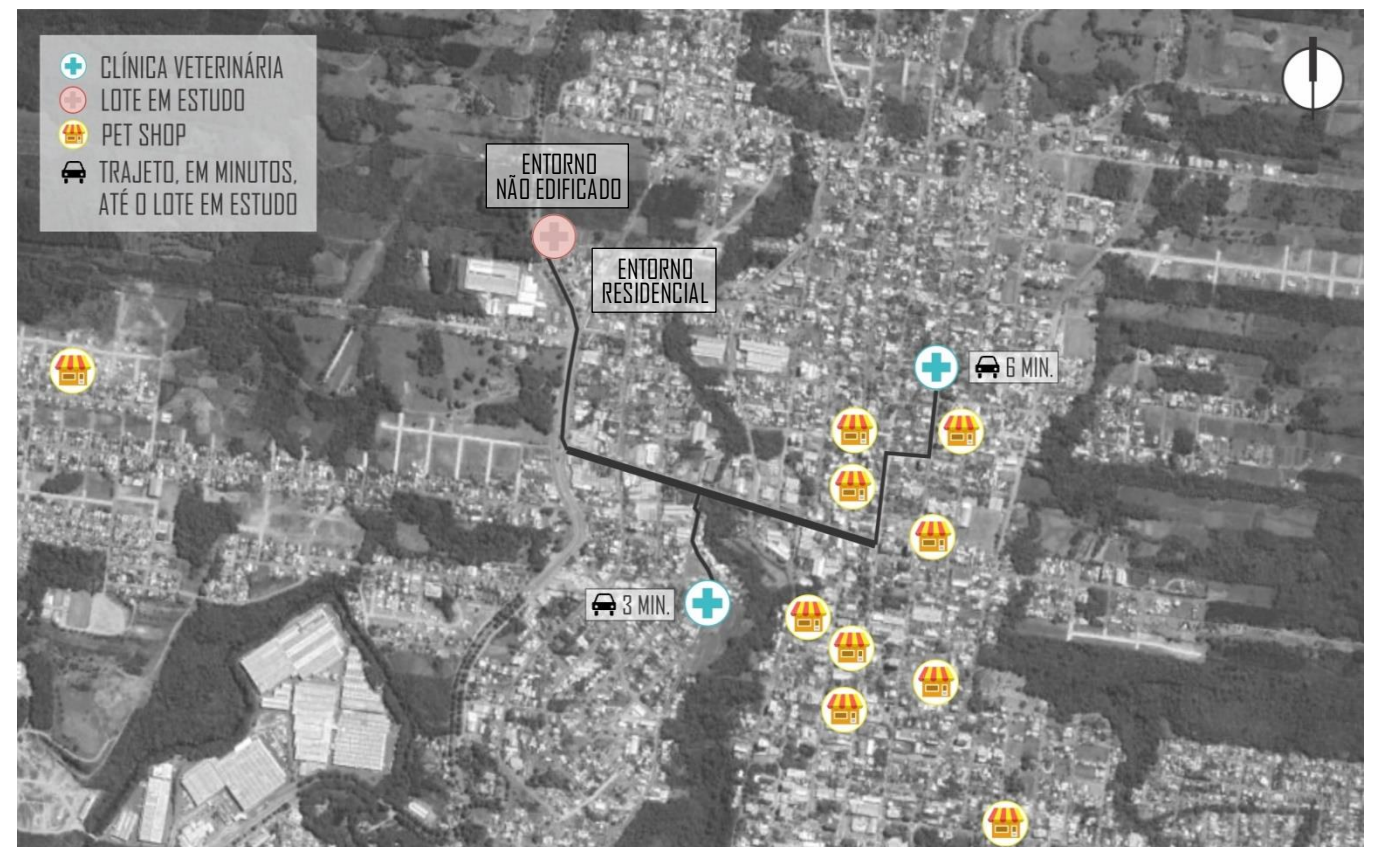 CLÍNICA VETERINÁRIA
LOTE EM ESTUDO
PET SHOP
TRAJETO, EM MINUTOS,
ATÉ O LOTE EM ESTUDO
ENTORNO
NÃO EDIFICADO
ENTORNO
RESIDENCIAL
6 MIN.
3 MIN.